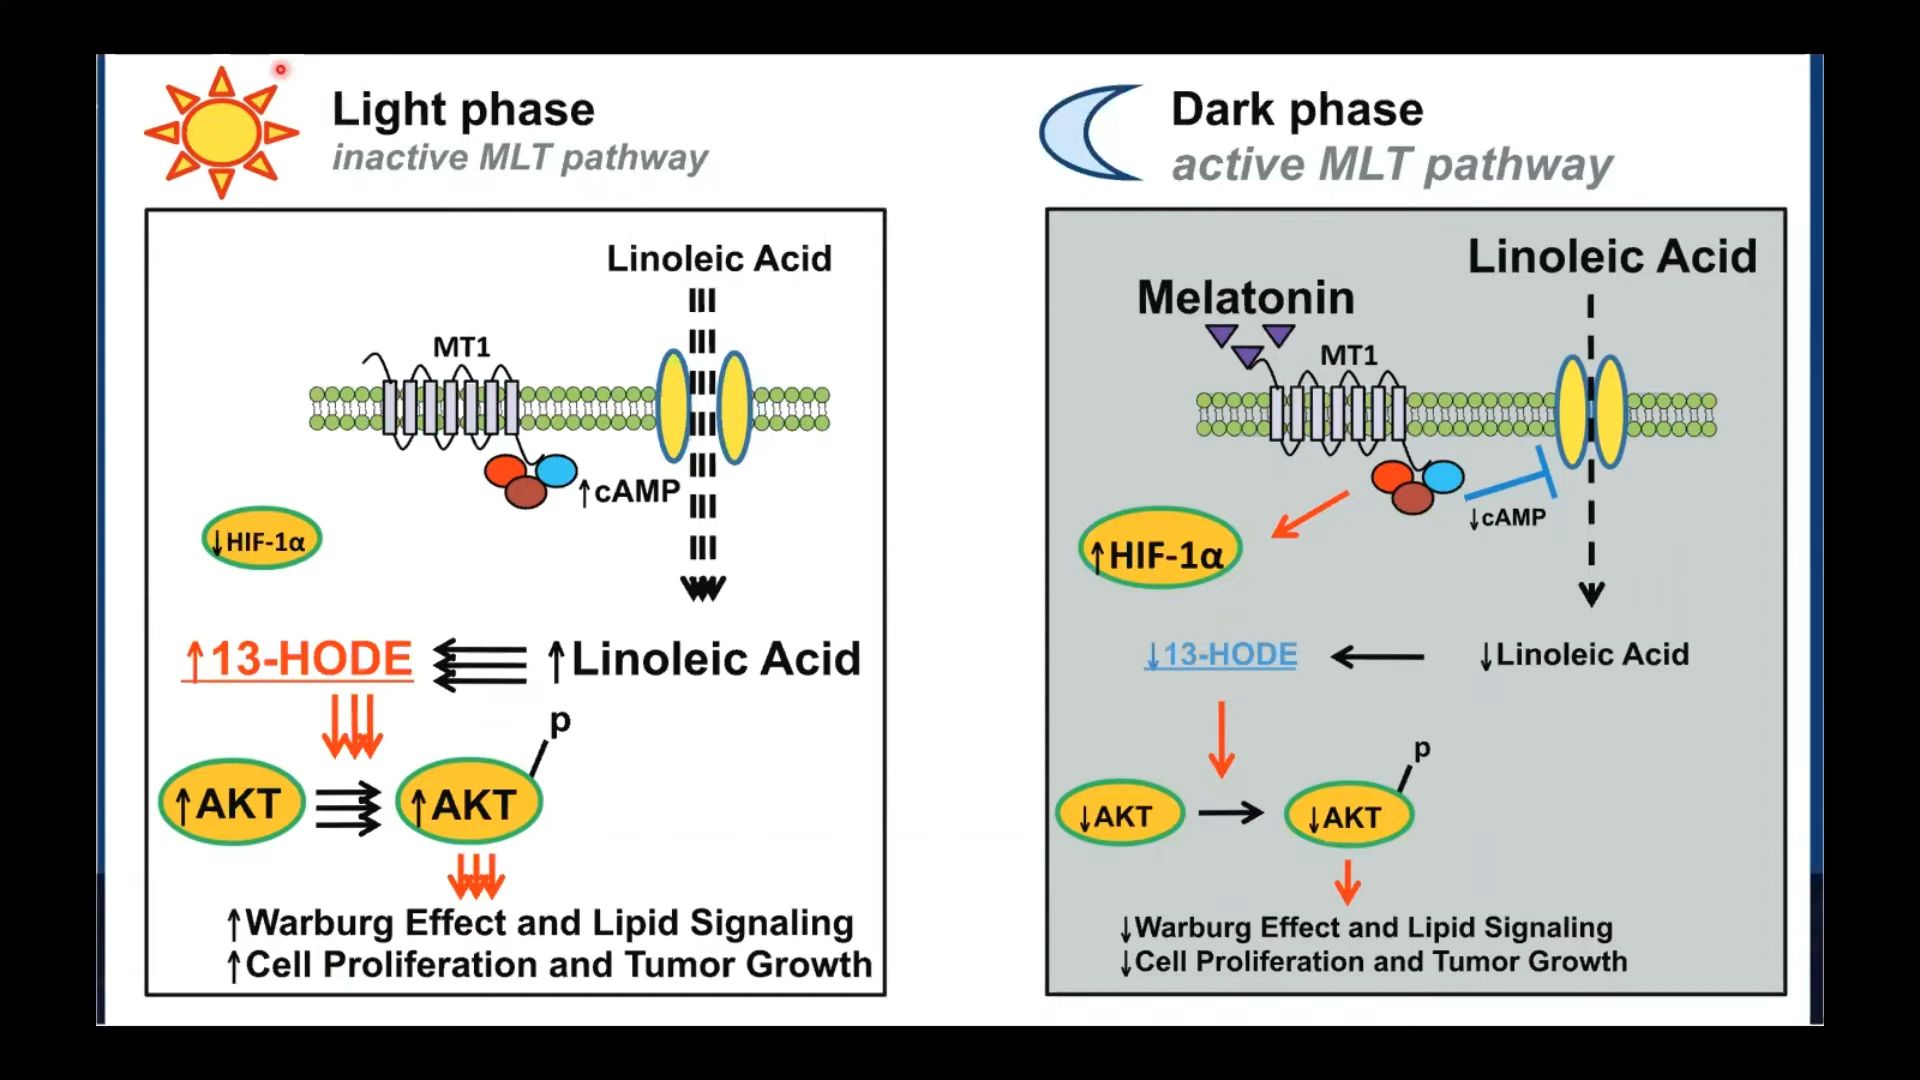 Light phase
inactive MLT pathway
Linoleic Acid
MT1
↑cAMP
↓HIF-1α
↑13-HODE
↑Linoleic Acid
p
↑AKT
↑AKT
↑Warburg Effect and Lipid Signaling
↑Cell Proliferation and Tumor Growth
Dark phase
active MLT pathway
Linoleic Acid
Melatonin
MT1
↓cAMP
↑HIF-1α
↓13-HODE
↓Linoleic Acid
p
↓AKT
↓AKT
↓Warburg Effect and Lipid Signaling
↓Cell Proliferation and Tumor Growth